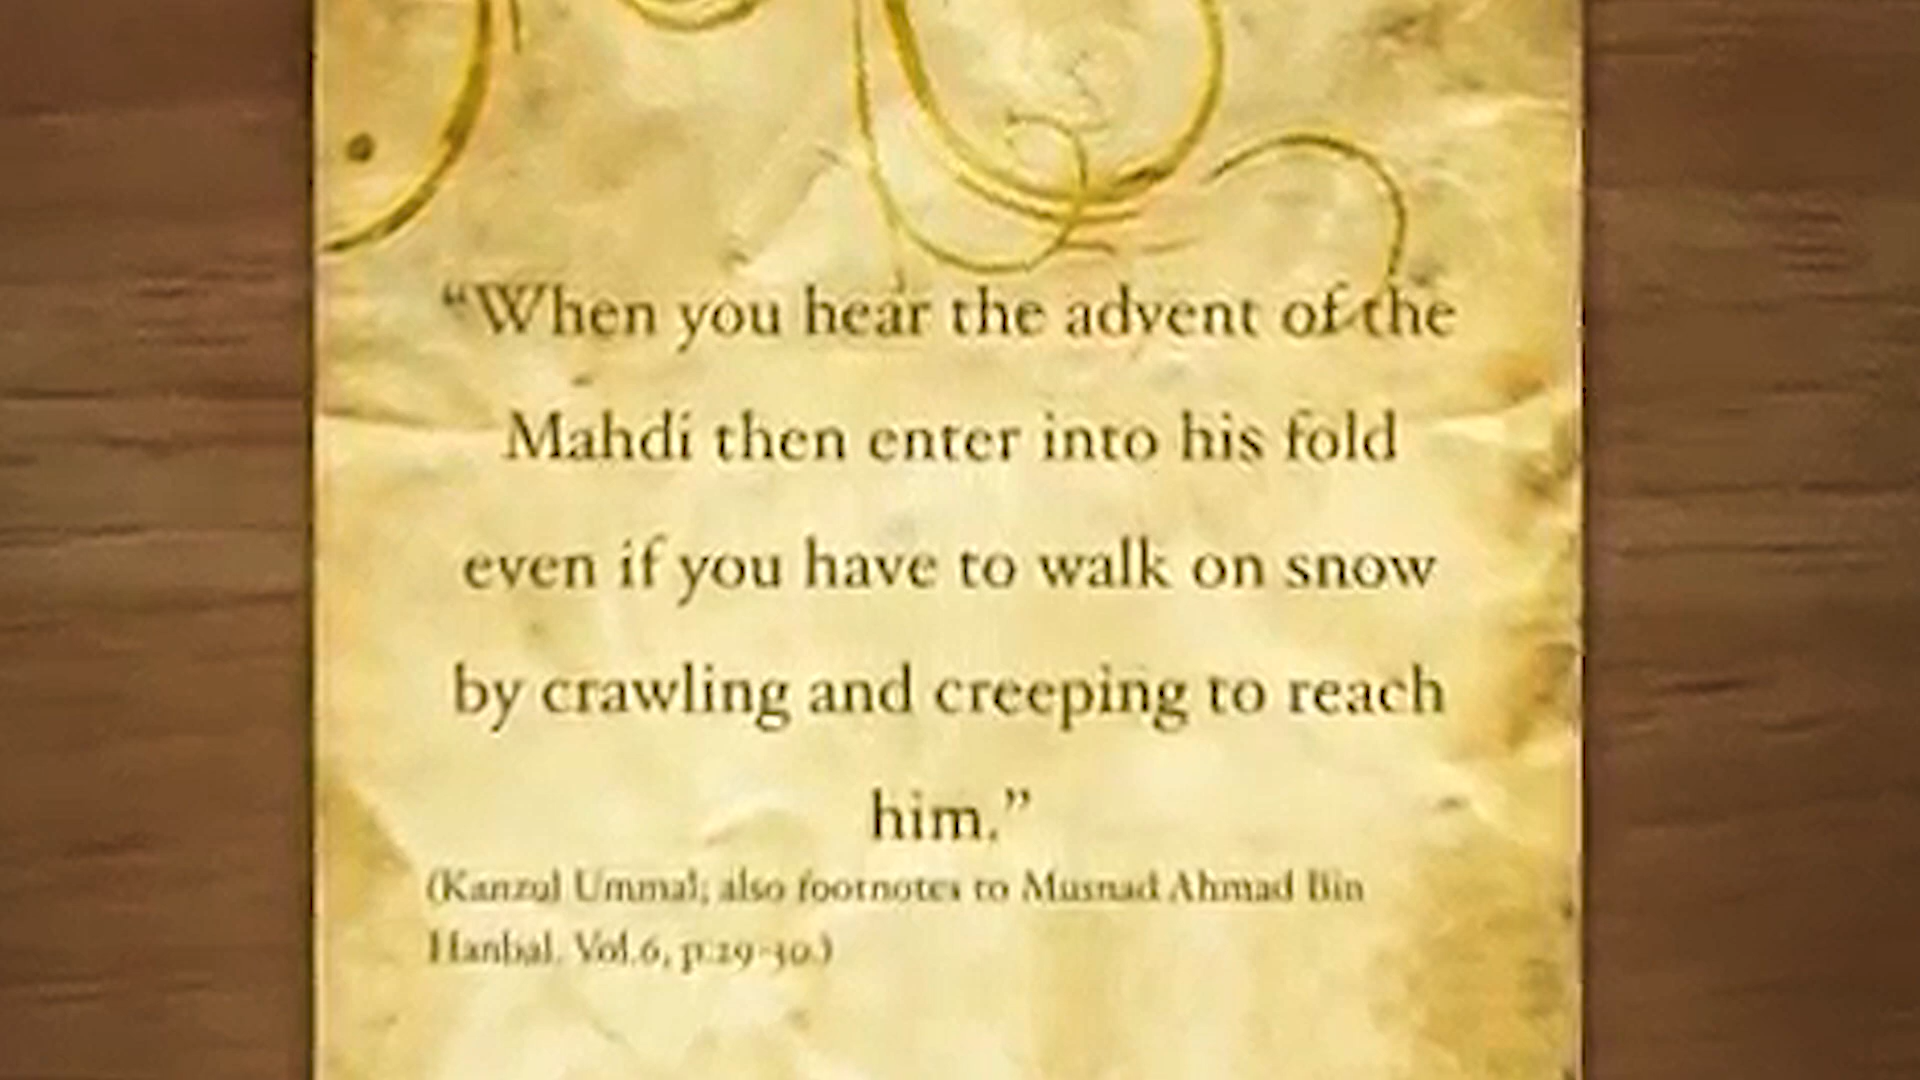 “When you hear the advent of the
Mahdi then enter into his fold
even if you have to walk on snow
by crawling and creeping to reach
him.”
(Kanzul Ummal; also footnotes to Musnad Ahmad Bin
Hanbal. Vol.6, p:29-30.)